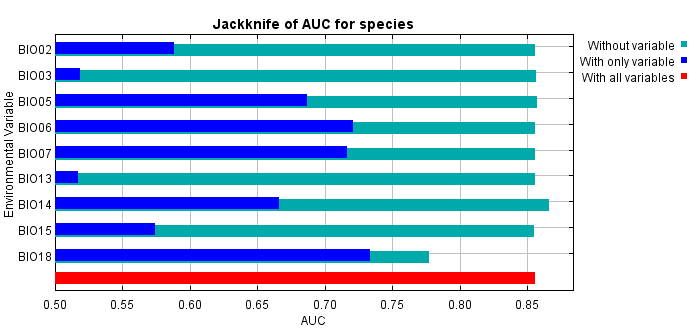 Jackknife of AUC for species
Without variable
With only variable
With all variables
Environmental Variable
BIO02
BIO03
BIO05
BIO06
BIO07
BIO13
BIO14
BIO15
BIO18
0.50 0.55 0.60 0.65 0.70 0.75 0.80 0.85
AUC